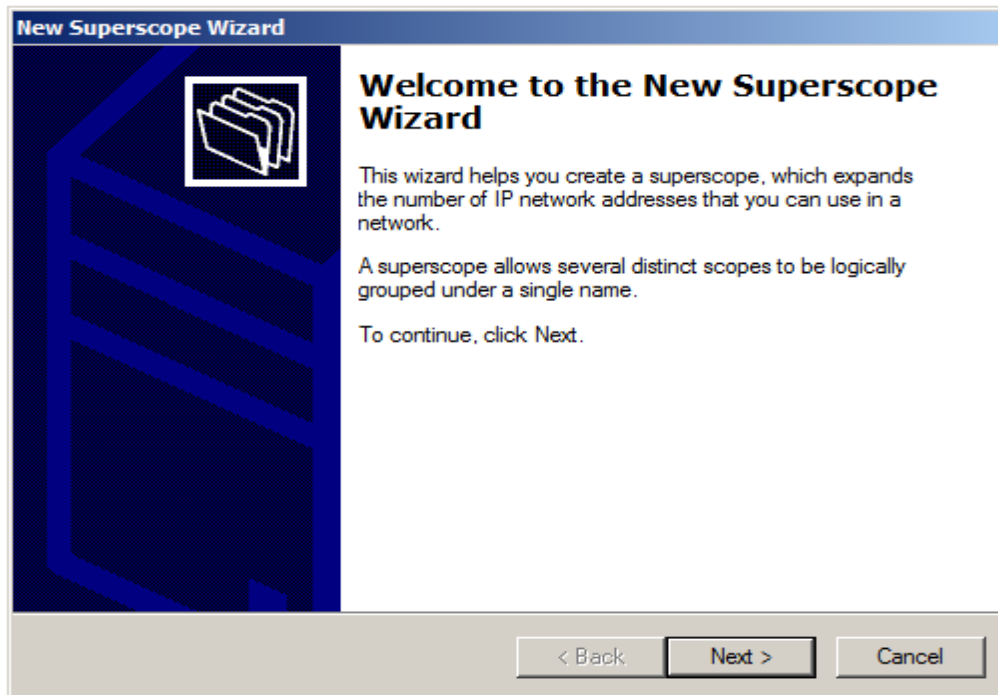 New Superscope Wizard
Welcome to the New Superscope
Wizard
This wizard helps you create a superscope, which expands
the number of IP network addresses that you can use in a
network.
A superscope allows several distinct scopes to be logically
grouped under a single name.
To continue, click Next.
< Back
Next >
Cancel